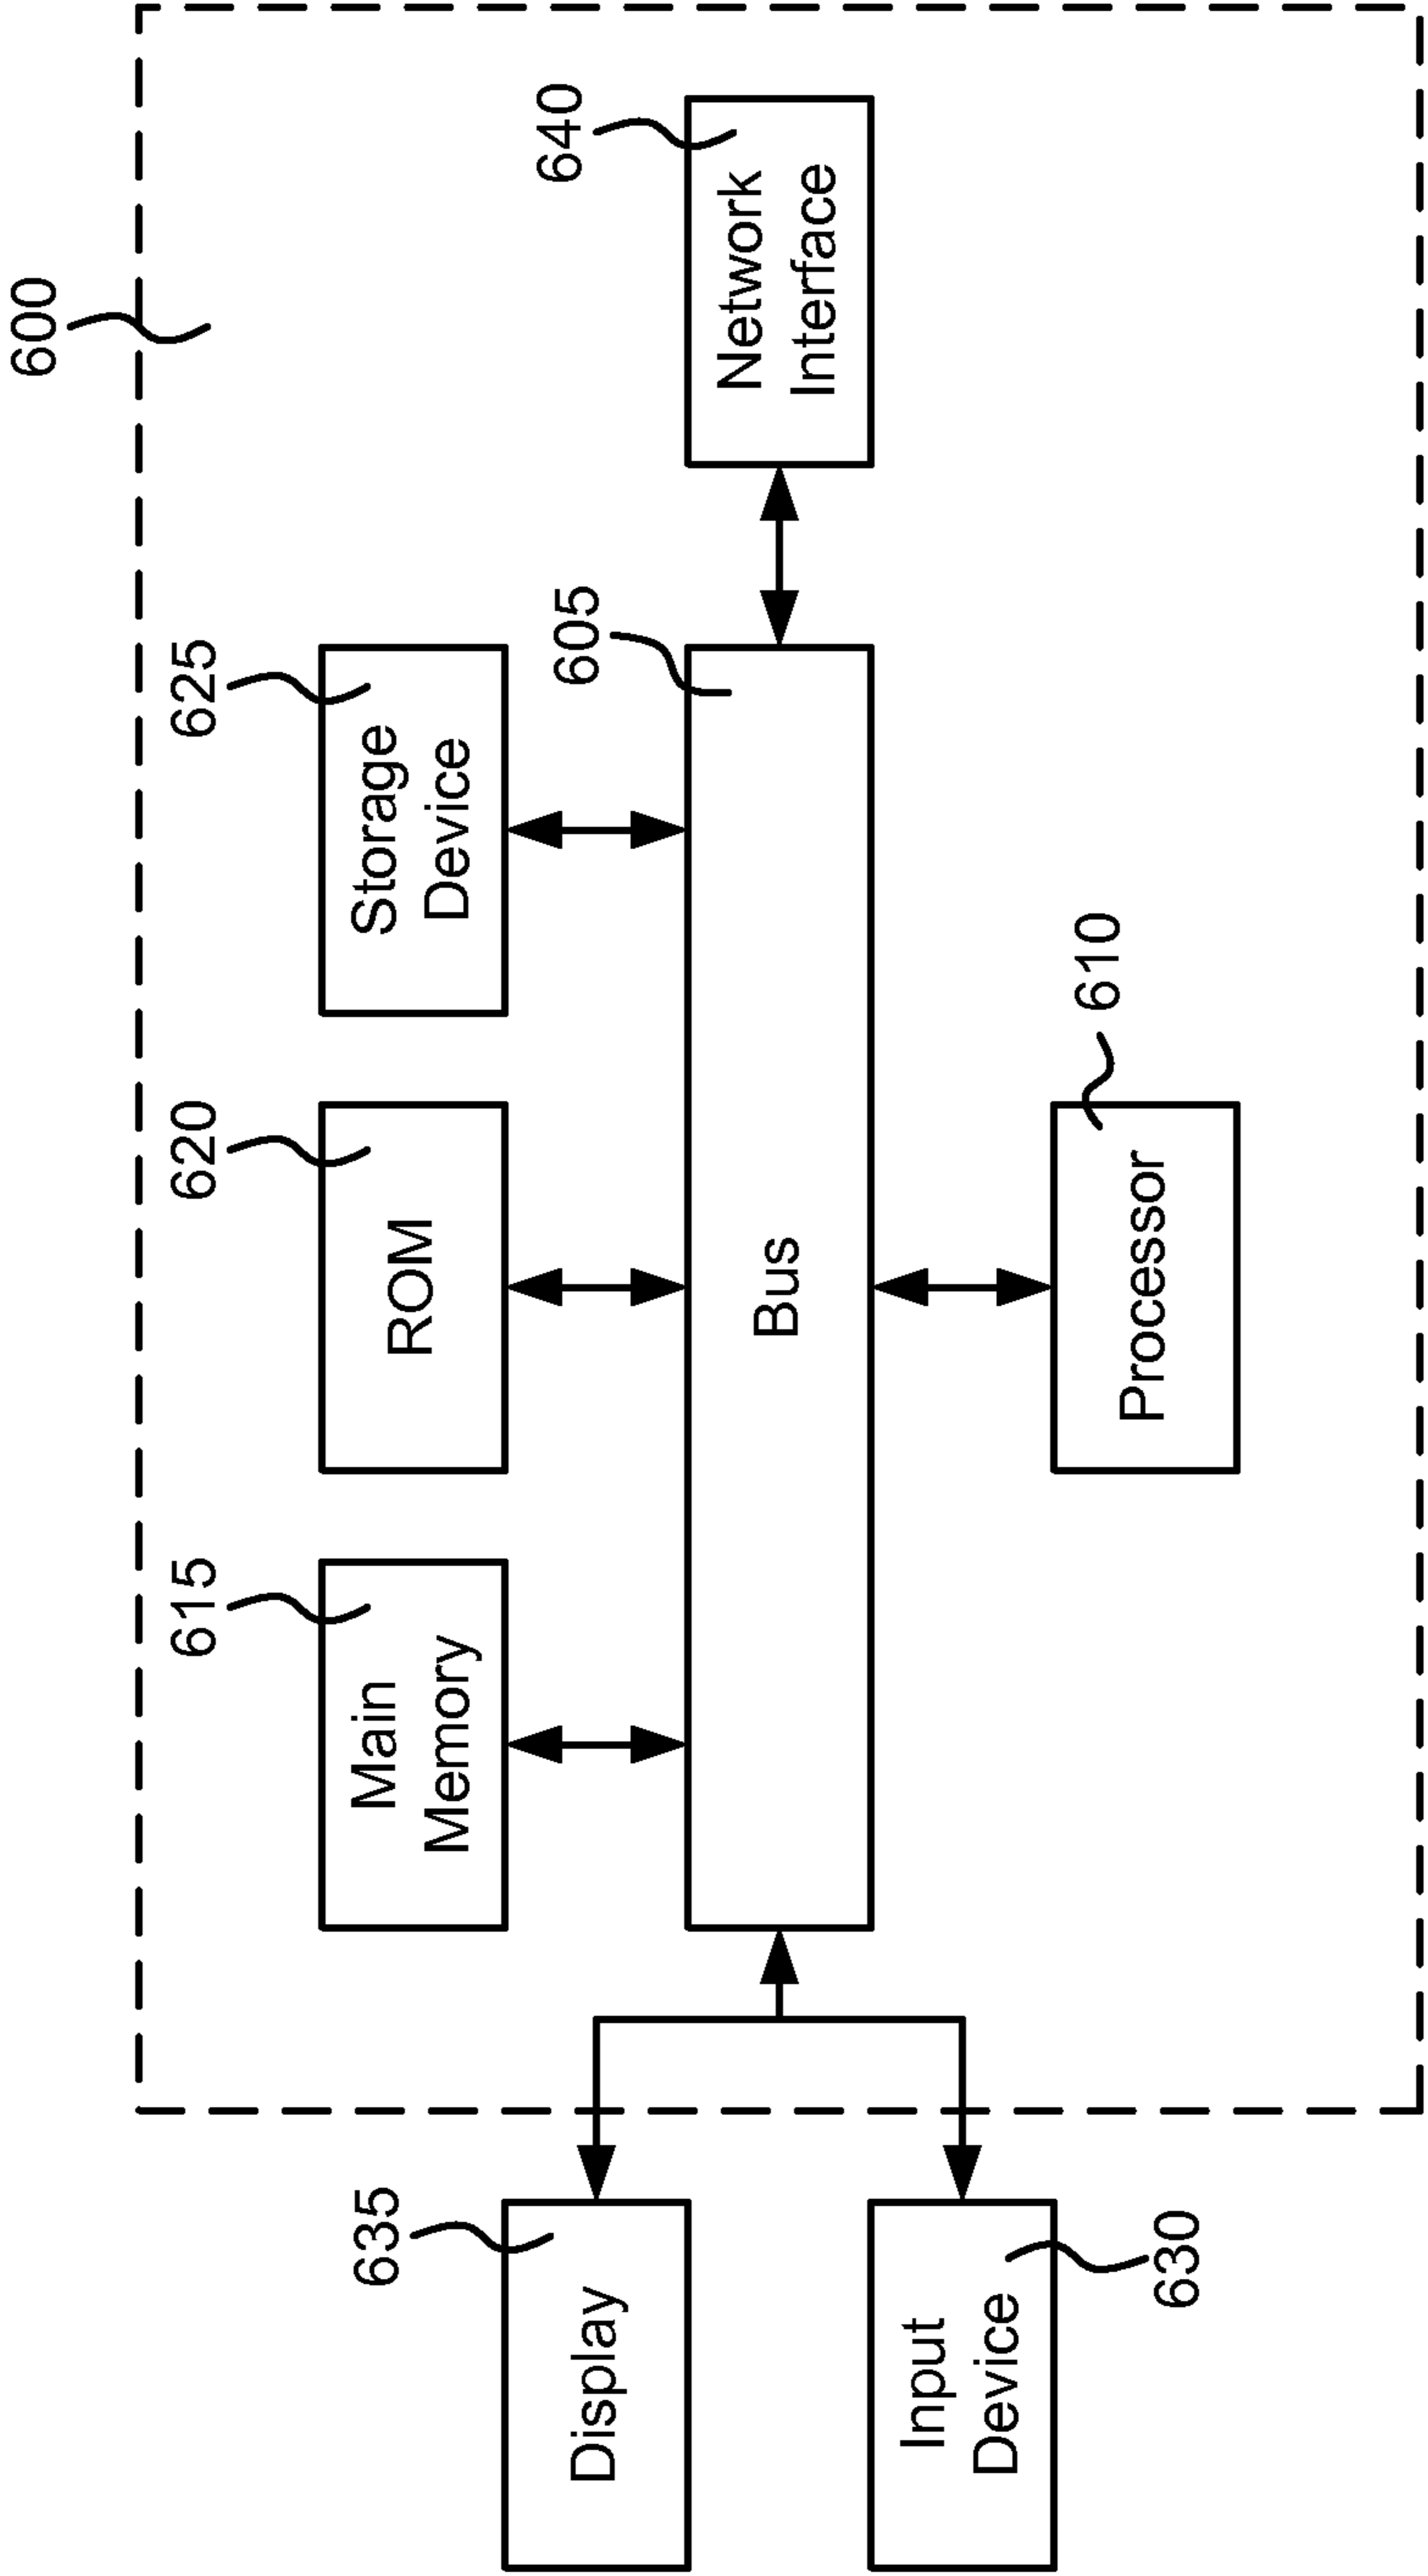 600
615
Main
Memory
620
ROM
625
Storage
Device
635
Display
605
Bus
640
Network
Interface
630
Input
Device
610
Processor